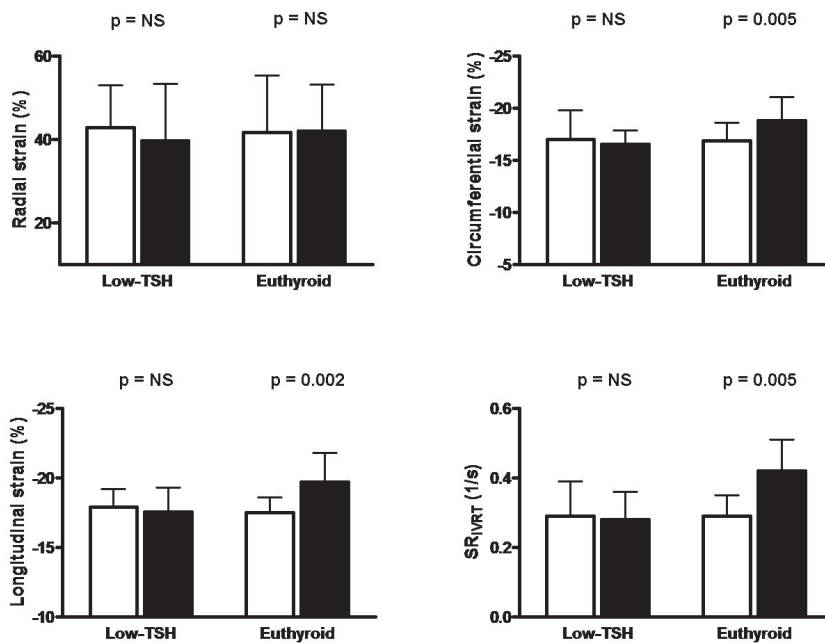 p = NS
p = NS
Radial strain (%)
60
40
20
Low-TSH
Euthyroid
p = NS
p = 0.005
Circumferential strain (%)
-25
-20
-15
-10
-5
Low-TSH
Euthyroid
p = NS
p = 0.002
Longitudinal strain (%)
-25
-20
-15
-10
Low-TSH
Euthyroid
p = NS
p = 0.005
SR_IVRT (1/s)
0.6
0.4
0.2
0.0
Low-TSH
Euthyroid